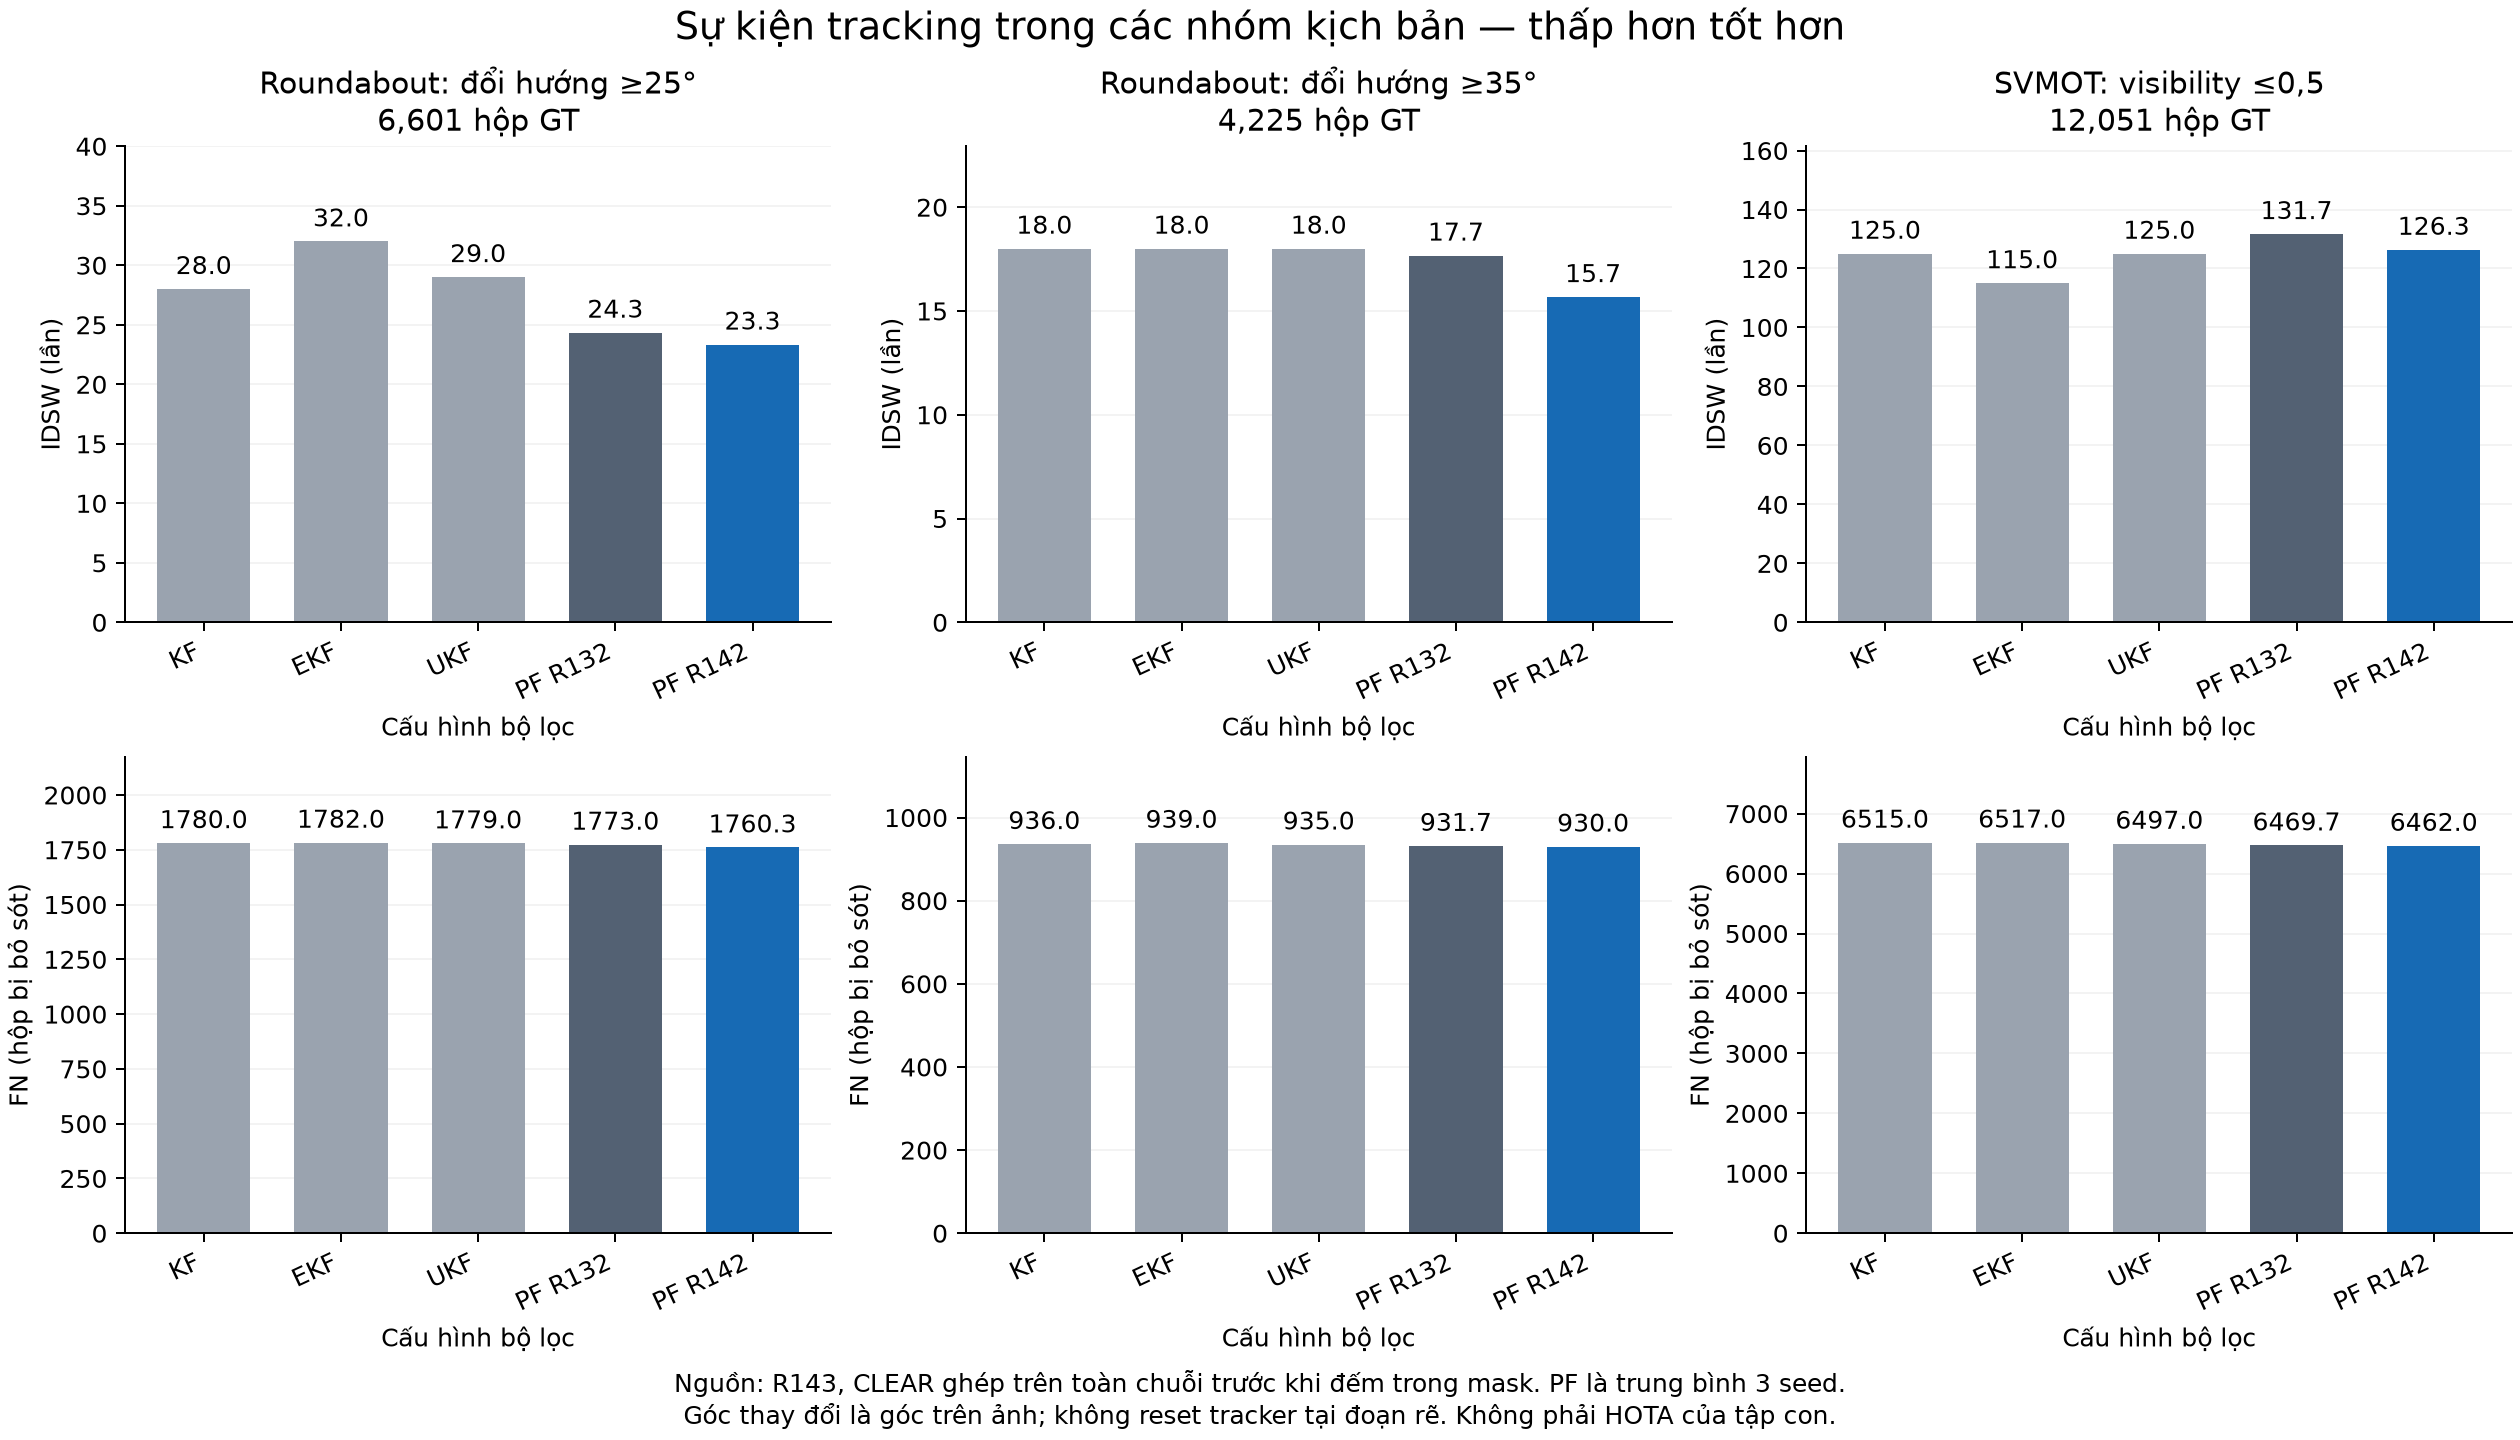 Sự kiện tracking trong các nhóm kịch bản — thấp hơn tốt hơn
Roundabout: đổi hướng ≥25°
6,601 hộp GT
IDSW (lần)
40
35
30
25
20
15
10
5
0
28.0
32.0
29.0
24.3
23.3
KF
EKF
UKF
PF R132
PF R142
Cấu hình bộ lọc
Roundabout: đổi hướng ≥35°
4,225 hộp GT
IDSW (lần)
20
15
10
5
0
18.0
18.0
18.0
17.7
15.7
KF
EKF
UKF
PF R132
PF R142
Cấu hình bộ lọc
SVMOT: visibility ≤0,5
12,051 hộp GT
IDSW (lần)
160
140
120
100
80
60
40
20
0
125.0
115.0
125.0
131.7
126.3
KF
EKF
UKF
PF R132
PF R142
Cấu hình bộ lọc
FN (hộp bị bỏ sót)
2000
1750
1500
1250
1000
750
500
250
0
1780.0
1782.0
1779.0
1773.0
1760.3
KF
EKF
UKF
PF R132
PF R142
Cấu hình bộ lọc
FN (hộp bị bỏ sót)
1000
800
600
400
200
0
936.0
939.0
935.0
931.7
930.0
KF
EKF
UKF
PF R132
PF R142
Cấu hình bộ lọc
FN (hộp bị bỏ sót)
7000
6000
5000
4000
3000
2000
1000
0
6515.0
6517.0
6497.0
6469.7
6462.0
KF
EKF
UKF
PF R132
PF R142
Cấu hình bộ lọc
Nguồn: R143, CLEAR ghép trên toàn chuỗi trước khi đếm trong mask. PF là trung bình 3 seed.
Góc thay đổi là góc trên ảnh; không reset tracker tại đoạn rẽ. Không phải HOTA của tập con.